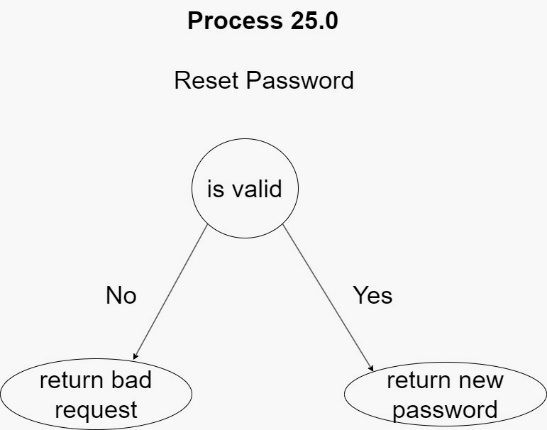 Process 25.0
Reset Password
is valid
No
Yes
return bad
request
return new
password